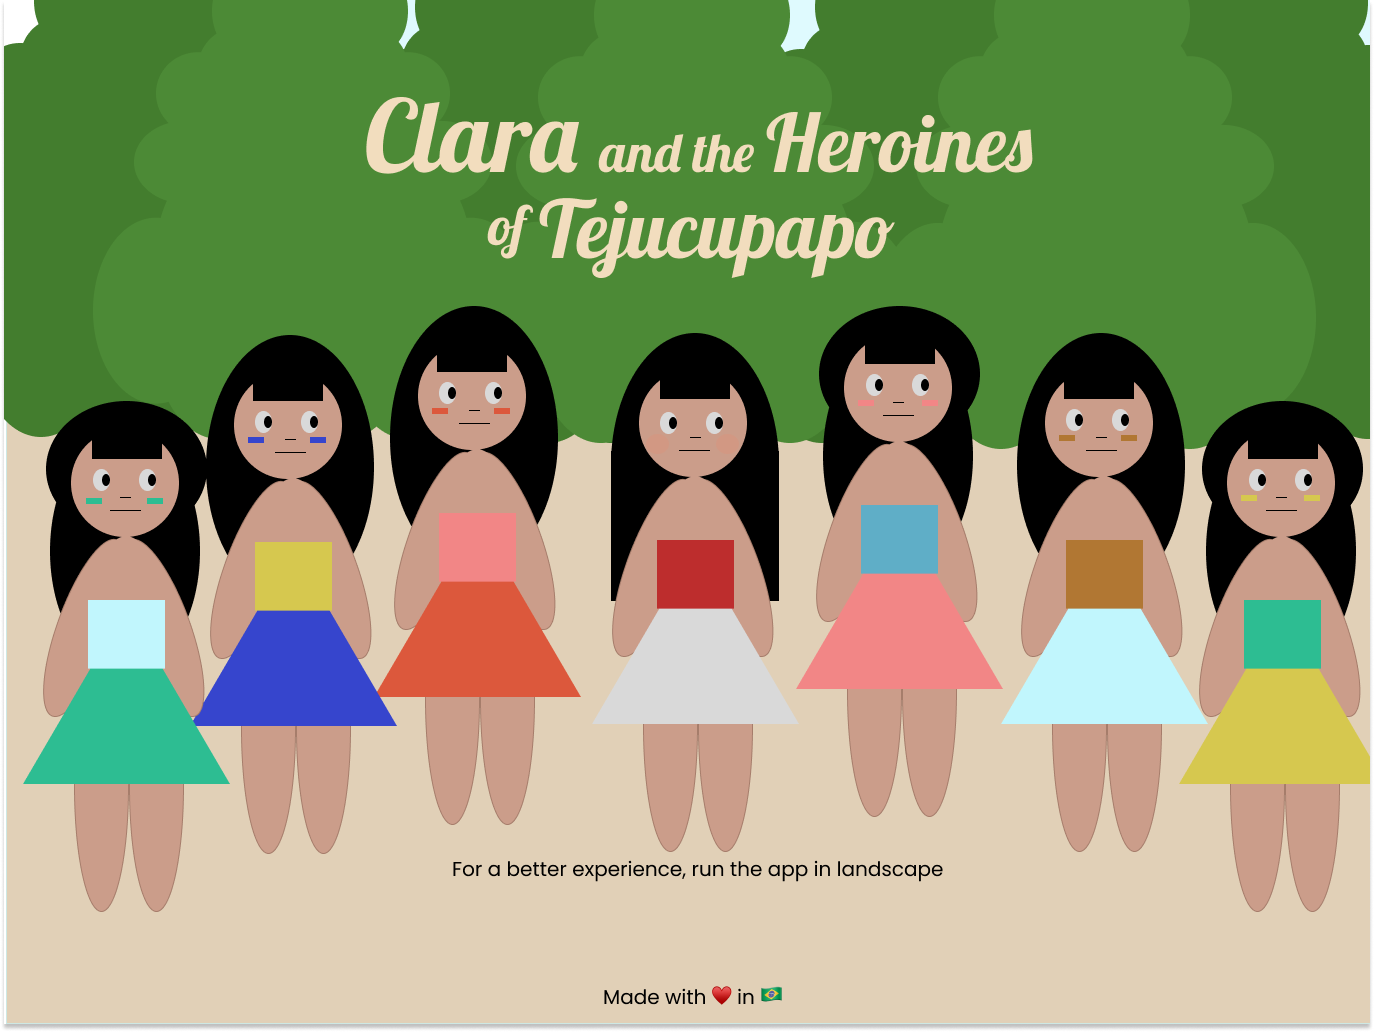 Clara and the Heroines
of Tejucupapo
For a better experience, run the app in landscape
Made with ❤️ in 🇧🇷